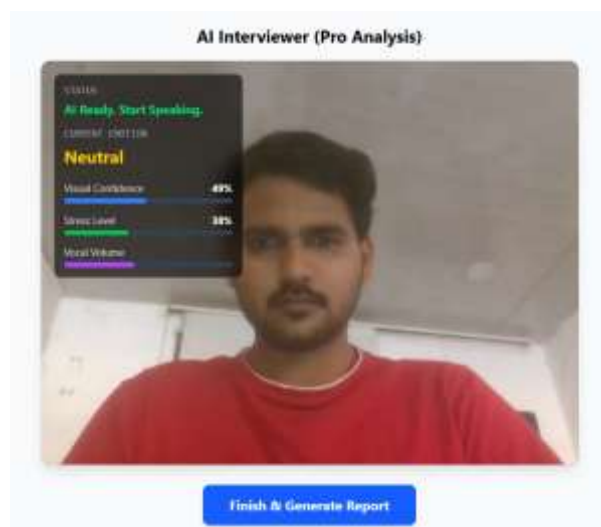 AI Interviewer (Pro Analysis)
STATUS
AI Ready. Start Speaking.
CURRENT EMOTION
Neutral
Visual Confidence 49%
Stress Level 38%
Vocal Volume
Finish & Generate Report